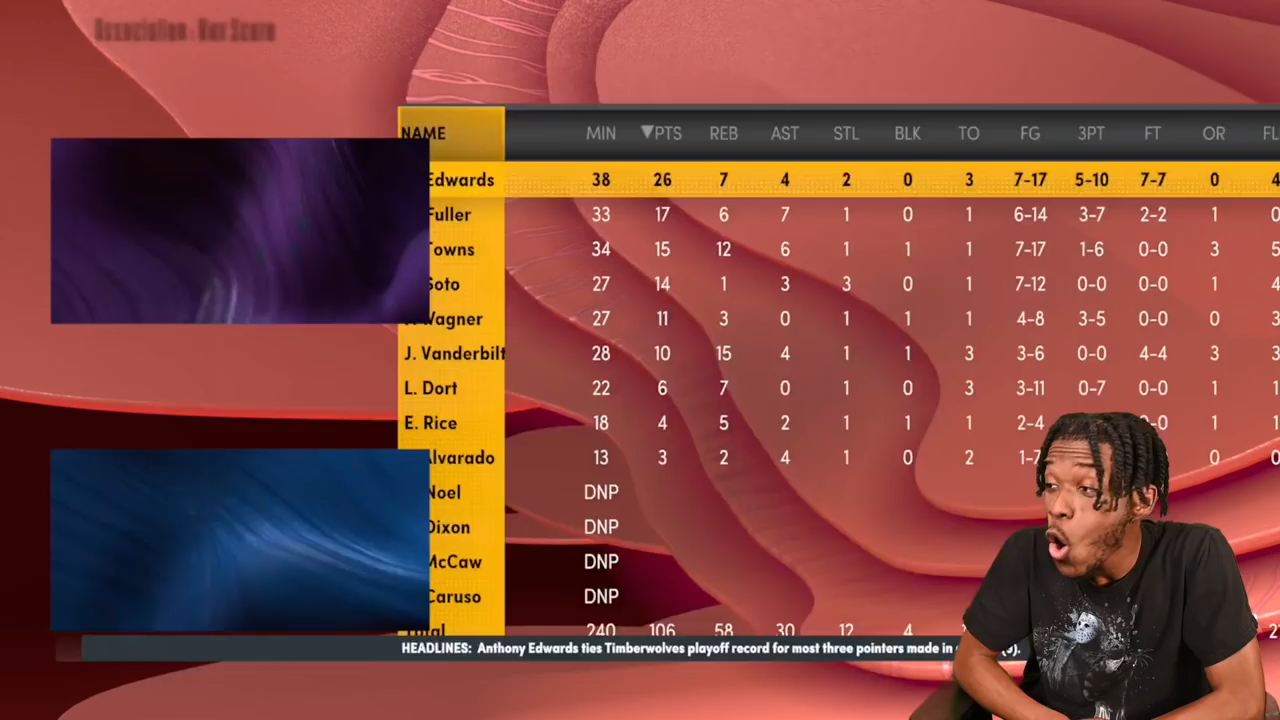 Association: Box Score
NAME MIN ▼PTS REB AST STL BLK TO FG 3PT FT OR
Edwards 38 26 7 4 2 0 3 7-17 5-10 7-7 0 4
Fuller 33 17 6 7 1 0 1 6-14 3-7 2-2 1 0
Towns 34 15 12 6 1 1 1 7-17 1-6 0-0 3 5
Soto 27 14 1 3 3 0 1 7-12 0-0 0-0 1 4
Wagner 27 11 3 0 1 1 1 4-8 3-5 0-0 0 3
J. Vanderbilt 28 10 15 4 1 1 3 3-6 0-0 4-4 3 3
L. Dort 22 6 7 0 1 0 3 3-11 0-7 0-0 1 1
E. Rice 18 4 5 2 1 1 1 2-4 -0 1 1
Alvarado 13 3 2 4 1 0 2 1-7 0 0
Noel DNP
Dixon DNP
McCaw DNP
Caruso DNP
Total 240 106 58 30 12 4
HEADLINES: Anthony Edwards ties Timberwolves playoff record for most three pointers made in